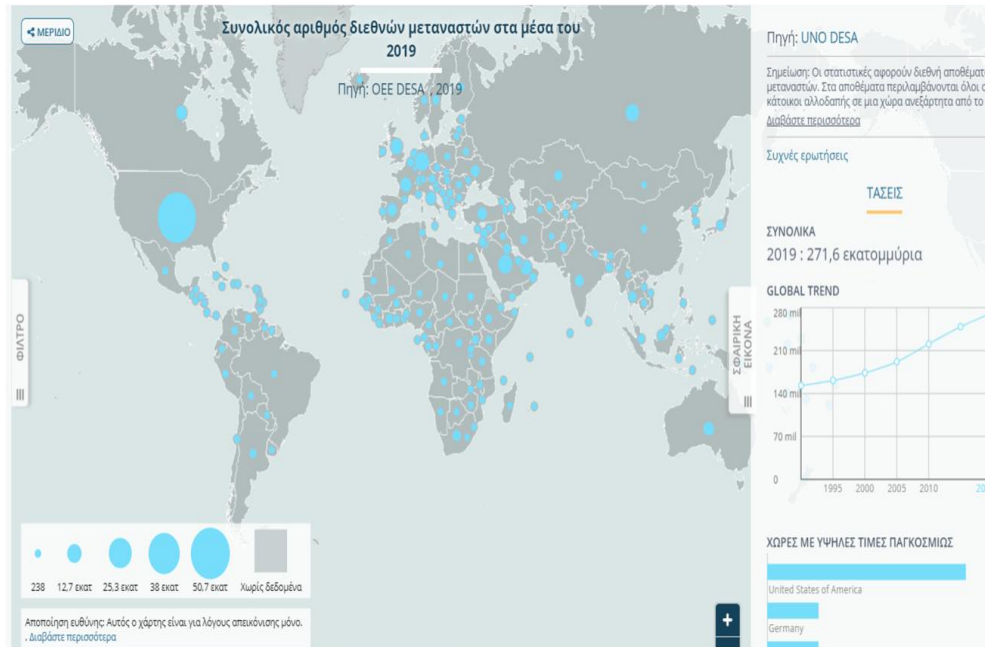 ΜΕΡΙΔΙΟ
Συνολικός αριθμός διεθνών μεταναστών στα μέσα του
2019
Πηγή: ΟΕΕ DESA , 2019
ΦΙΛΤΡΟ
ΣΦΑΙΡΙΚΗ
ΕΙΚΟΝΑ
238
12,7 εκατ
25,3 εκατ
38 εκατ
50,7 εκατ
Χωρίς δεδομένα
Αποποίηση ευθύνης: Αυτός ο χάρτης είναι για λόγους απεικόνισης μόνο.
. Διαβάστε περισσότερα
+
Πηγή: UNO DESA
Σημείωση: Οι στατιστικές αφορούν διεθνή αποθέματ
μεταναστών. Στα αποθέματα περιλαμβάνονται όλοι ο
κάτοικοι αλλοδαπής σε μια χώρα ανεξάρτητα από το
Διαβάστε περισσότερα
Συχνές ερωτήσεις
ΤΑΣΕΙΣ
ΣΥΝΟΛΙΚΑ
2019 : 271,6 εκατομμύρια
GLOBAL TREND
280 mil
210 mil
140 mil
70 mil
0
1995 2000 2005 2010 20
ΧΩΡΕΣ ΜΕ ΥΨΗΛΕΣ ΤΙΜΕΣ ΠΑΓΚΟΣΜΙΩΣ
United States of America
Germany